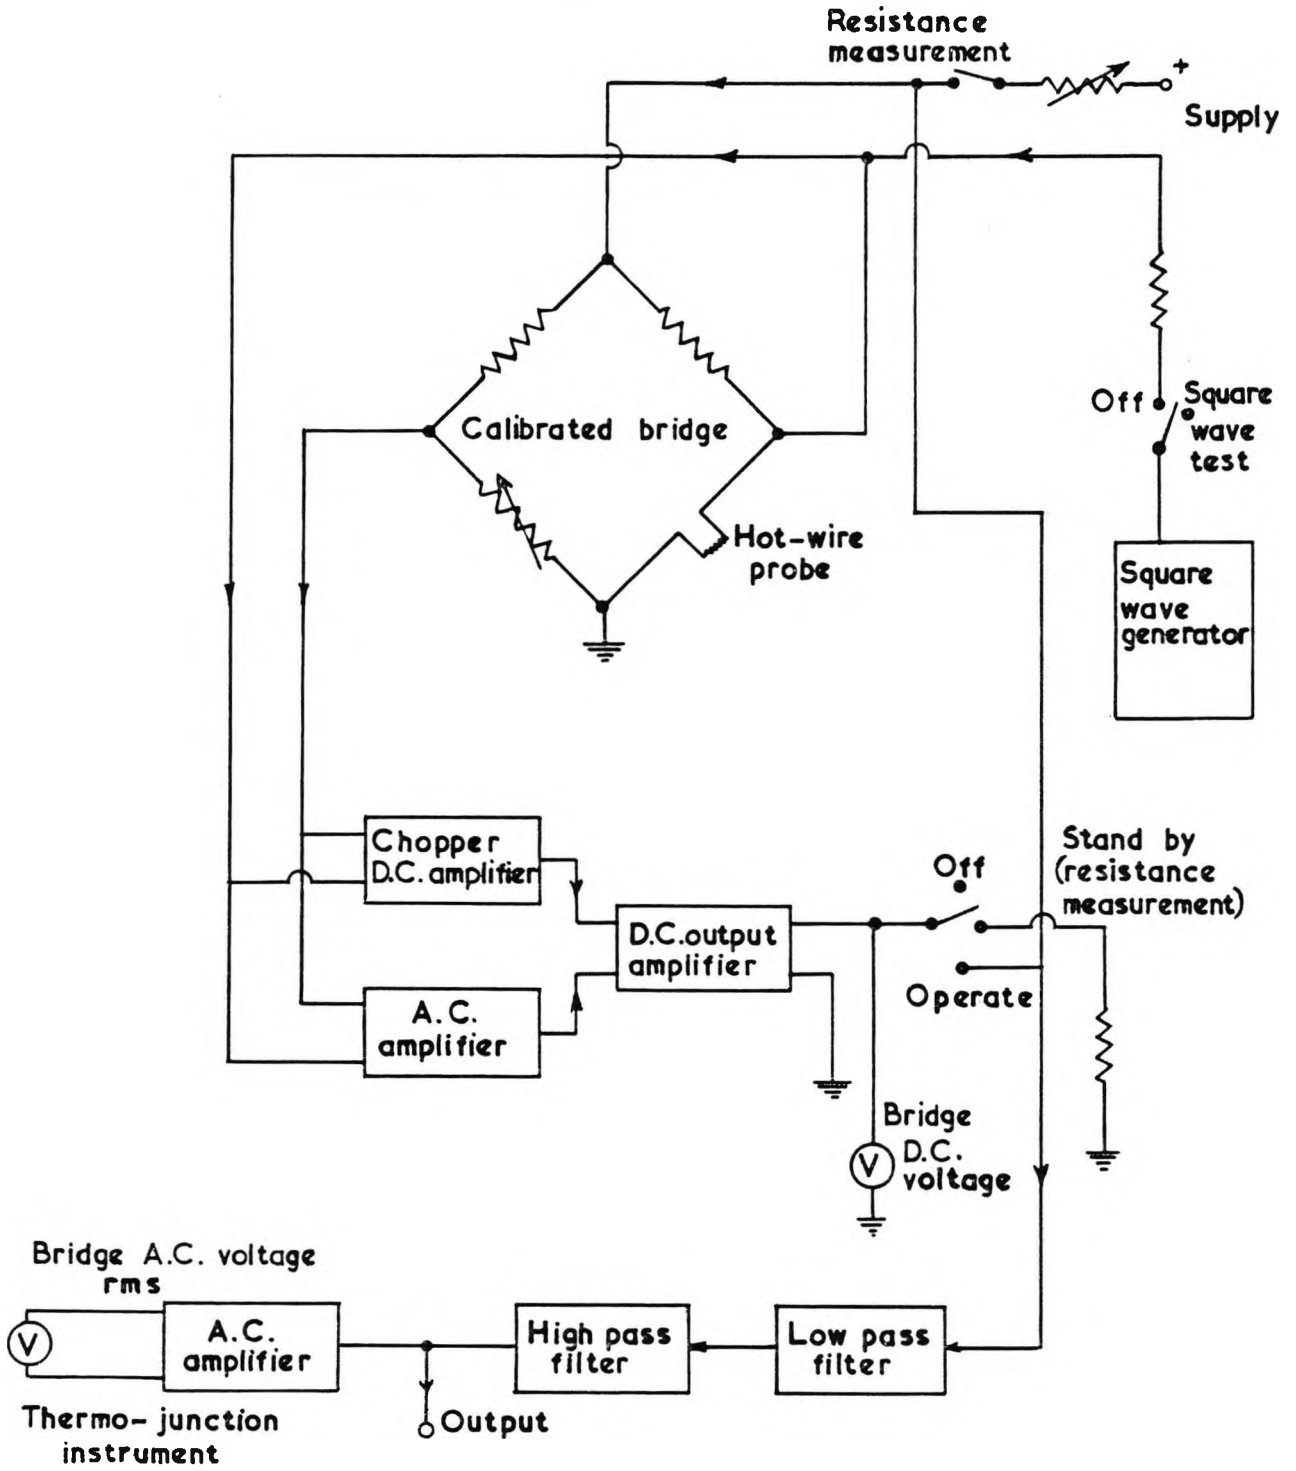 Resistance
measurement
+
Supply
Off
Square
wave
test
Calibrated bridge
Hot-wire
probe
Square
wave
generator
Chopper
D.C. amplifier
D.C. output
amplifier
A.C.
amplifier
Off
Operate
Stand by
(resistance
measurement)
Bridge
D.C.
voltage
V
Bridge A.C. voltage
rms
V
A.C.
amplifier
High pass
filter
Low pass
filter
Output
Thermo-junction
instrument